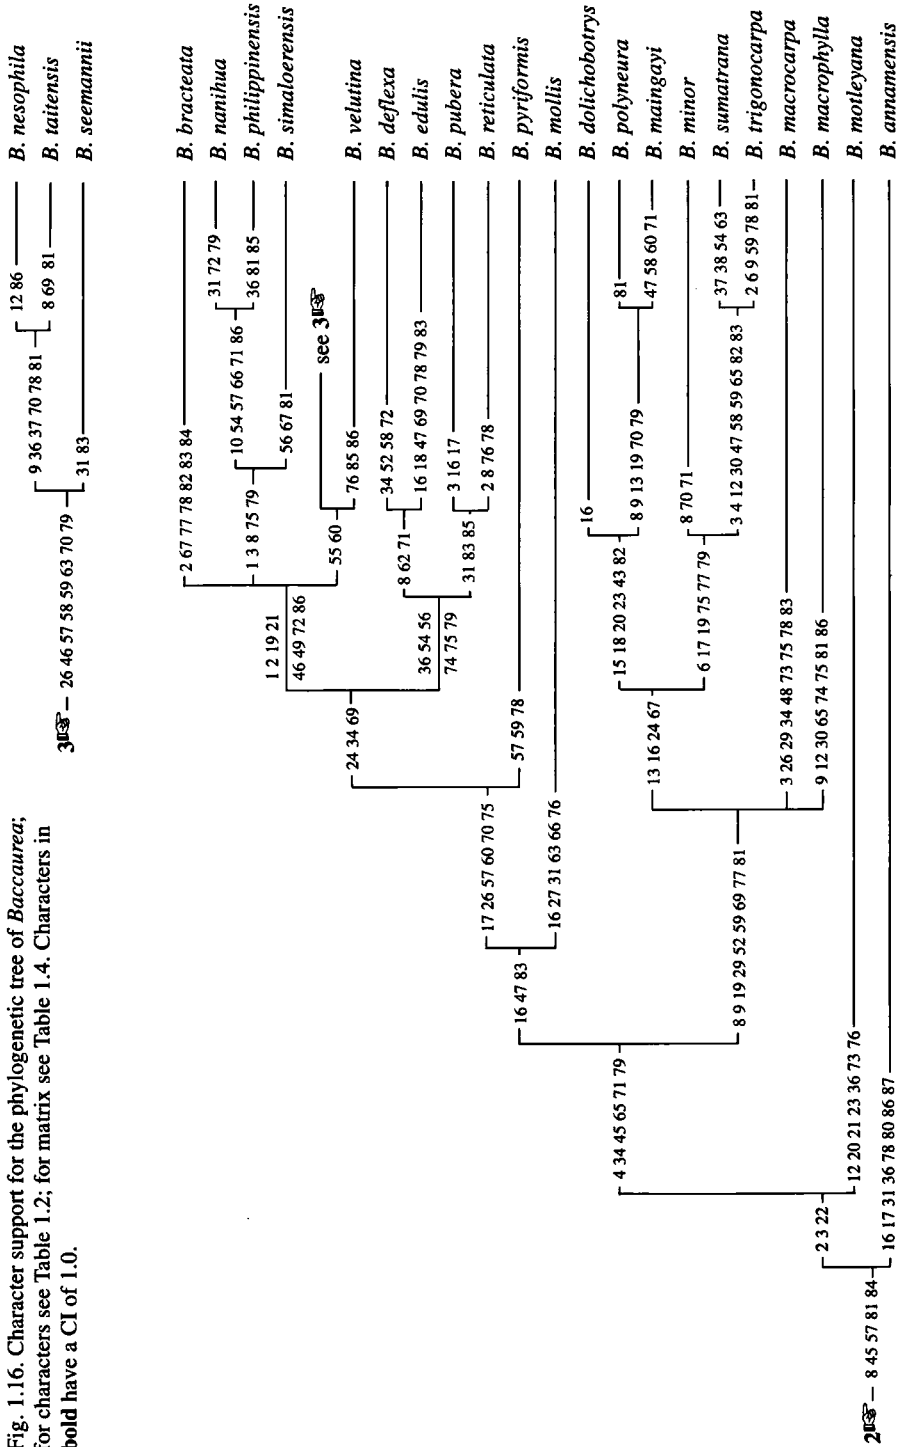 Fig. 1.16. Character support for the phylogenetic tree of Baccaurea;
for characters see Table 1.2; for matrix see Table 1.4. Characters in
bold have a CI of 1.0.
3☞ 26 46 57 58 59 63 70 79
9 36 37 70 78 81
12 86 B. nesophila
8 69 81 B. taitensis
31 83 B. seemannii
2 67 77 78 82 83 84 B. bracteata
31 72 79 B. nanihua
10 54 57 66 71 86
36 81 85 B. philippinensis
1 3 8 75 79
56 67 81 B. simaloerensis
1 2 19 21
46 49 72 86
see 3☞
55 60
76 85 86 B. velutina
24 34 69
34 52 58 72 B. deflexa
8 62 71
16 18 47 69 70 78 79 83 B. edulis
36 54 56
74 75 79
3 16 17 B. pubera
31 83 85
2 8 76 78 B. reticulata
17 26 57 60 70 75
57 59 78 B. pyriformis
16 47 83
16 27 31 63 66 76 B. mollis
4 34 45 65 71 79
16 B. dolichobotrys
15 18 20 23 43 82
81 B. polyneura
8 9 13 19 70 79
47 58 60 71 B. maingayi
13 16 24 67
8 70 71 B. minor
6 17 19 75 77 79
37 38 54 63 B. sumatrana
3 4 12 30 47 58 59 65 82 83
2 6 9 59 78 81 B. trigonocarpa
8 9 19 29 52 59 69 77 81
3 26 29 34 48 73 75 78 83 B. macrocarpa
9 12 30 65 74 75 81 86 B. macrophylla
2 3 22
12 20 21 23 36 73 76 B. motleyana
2☞ 8 45 57 81 84
16 17 31 36 78 80 86 87 B. annamensis